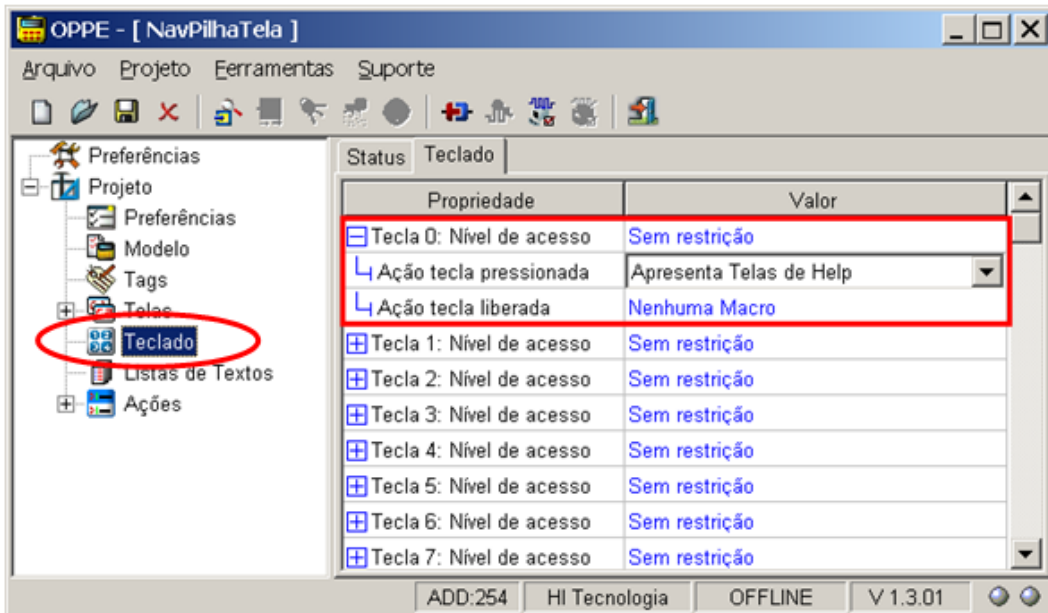 OPPE - [ NavPilhaTela ]
Arquivo Projeto Eerramentas Suporte
Preferências
Projeto
Preferências
Modelo
Tags
Telas
Teclado
Listas de Textos
Ações
Status Teclado
Propriedade Valor
Tecla 0: Nível de acesso Sem restrição
Ação tecla pressionada Apresenta Telas de Help
Ação tecla liberada Nenhuma Macro
Tecla 1: Nível de acesso Sem restrição
Tecla 2: Nível de acesso Sem restrição
Tecla 3: Nível de acesso Sem restrição
Tecla 4: Nível de acesso Sem restrição
Tecla 5: Nível de acesso Sem restrição
Tecla 6: Nível de acesso Sem restrição
Tecla 7: Nível de acesso Sem restrição
ADD:254 HI Tecnologia OFFLINE V 1.3.01